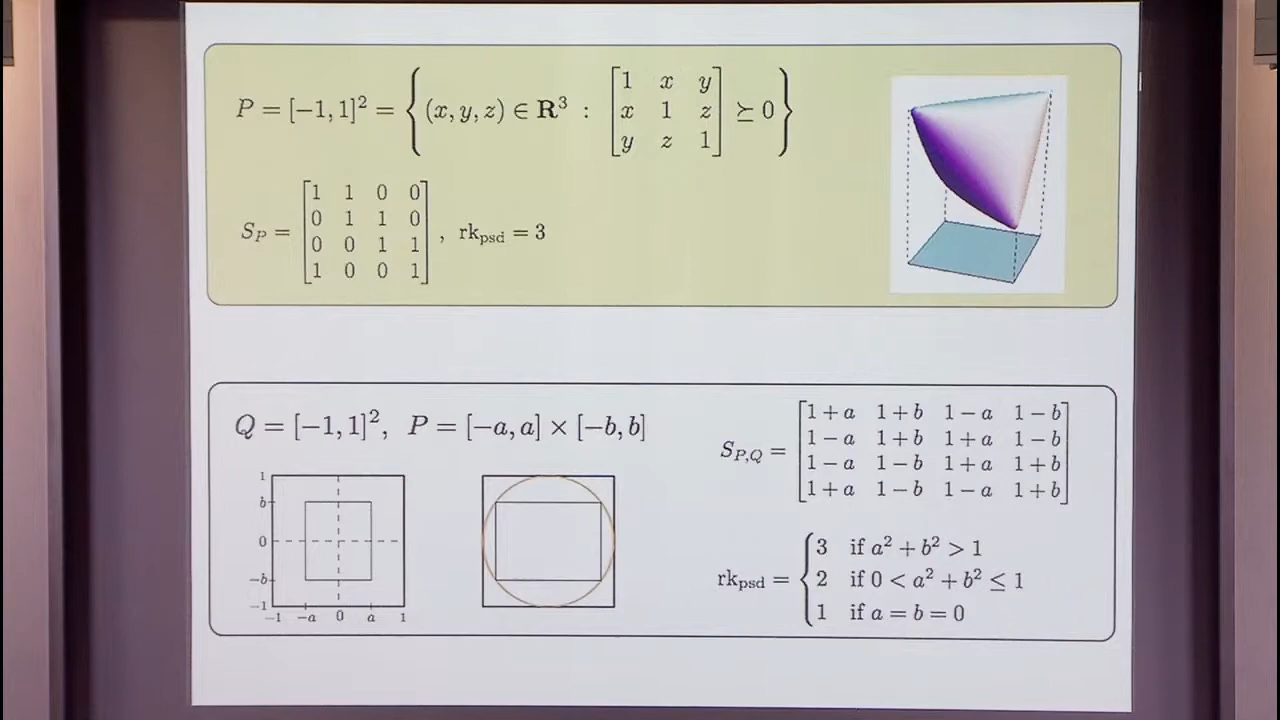 P = [−1, 1]² = { (x, y, z) ∈ R³ : [1 x y; x 1 z; y z 1] ⪰ 0 }
S_P = [1 1 0 0; 0 1 1 0; 0 0 1 1; 1 0 0 1] , rk_psd = 3
Q = [−1, 1]², P = [−a, a] × [−b, b]
1
b
0
−b
−1
−1 −a 0 a 1
S_{P,Q} = [1 + a 1 + b 1 − a 1 − b; 1 − a 1 + b 1 + a 1 − b; 1 − a 1 − b 1 + a 1 + b; 1 + a 1 − b 1 − a 1 + b]
rk_psd = { 3 if a² + b² > 1
2 if 0 < a² + b² ≤ 1
1 if a = b = 0